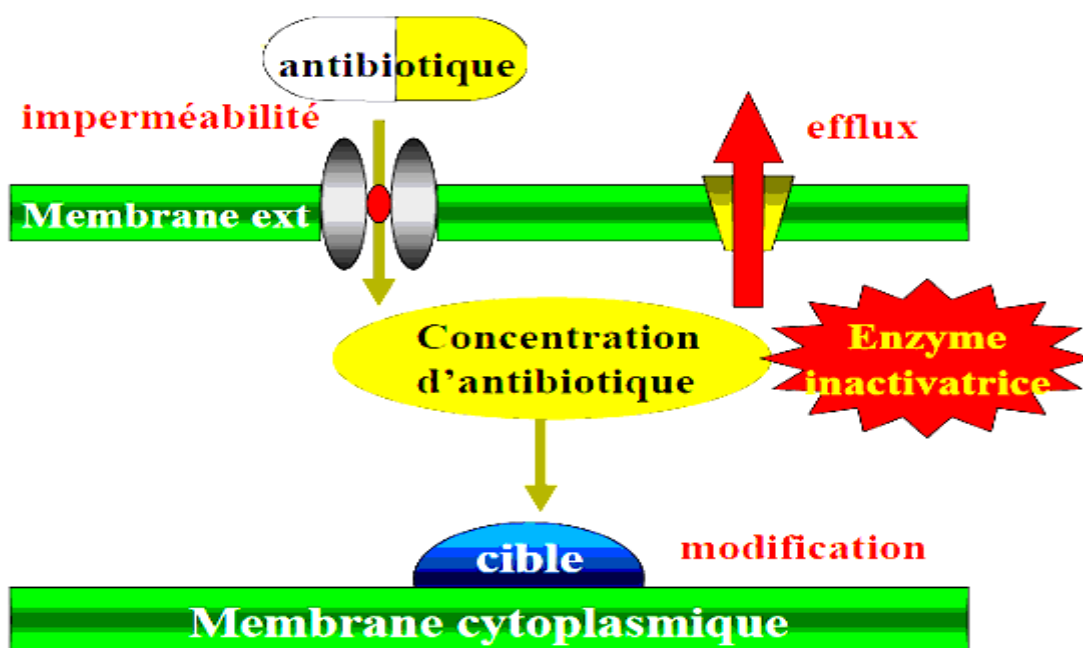 antibiotique
imperméabilité
efflux
Membrane ext
Concentration
d'antibiotique
Enzyme
inactivatrice
cible
modification
Membrane cytoplasmique